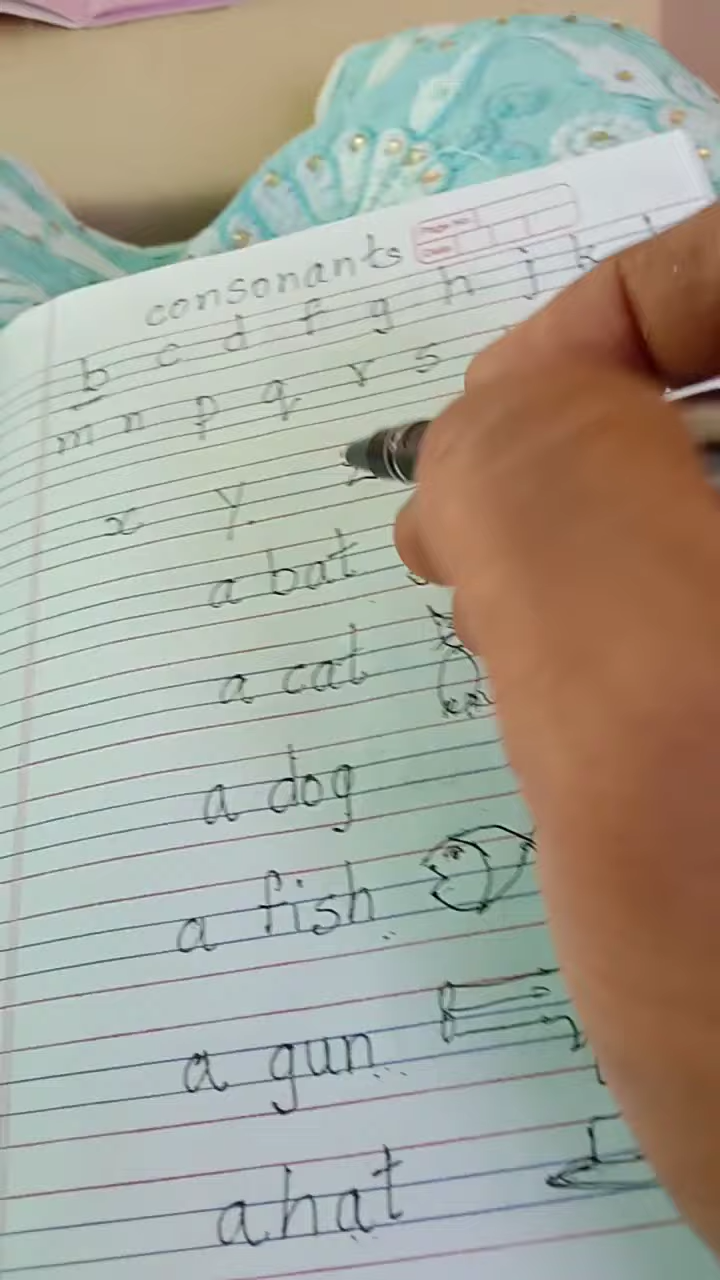 consonants
b c d f g h j k l
m n p q r s
x y. z
a bat
a cat
a dog
a fish
a gun
a hat